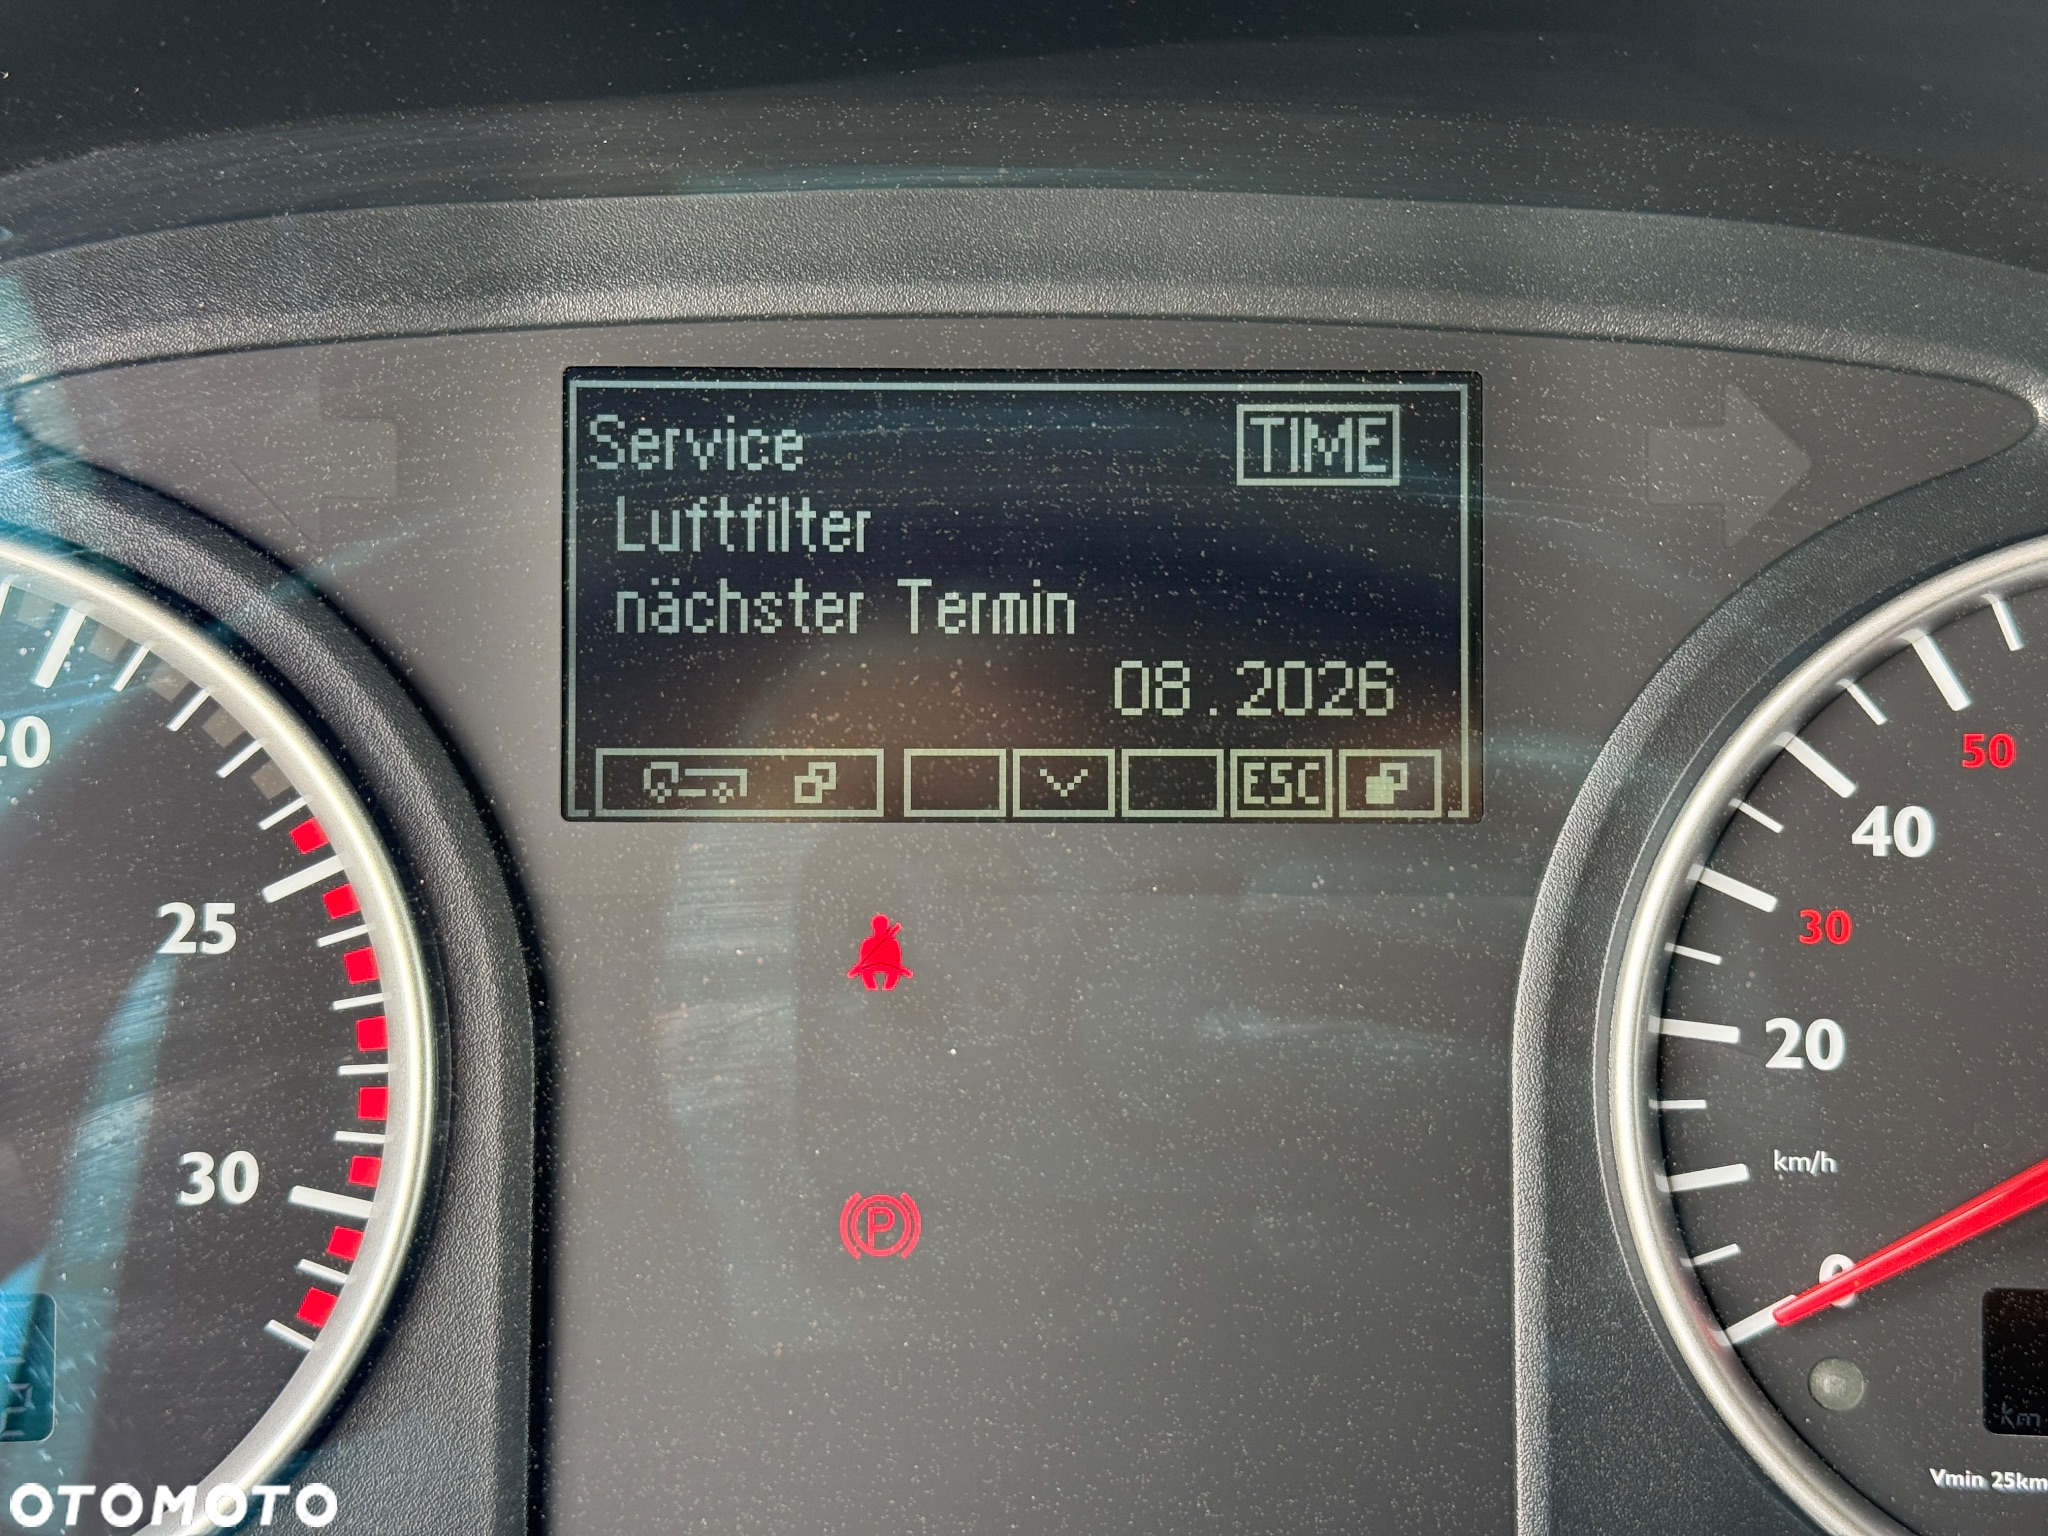 Service TIME
Luftfilter
nächster Termin
08.2026
ESC
20
25
30
50
40
30
20
km/h
0
km
Vmin 25km
OTOMOTO